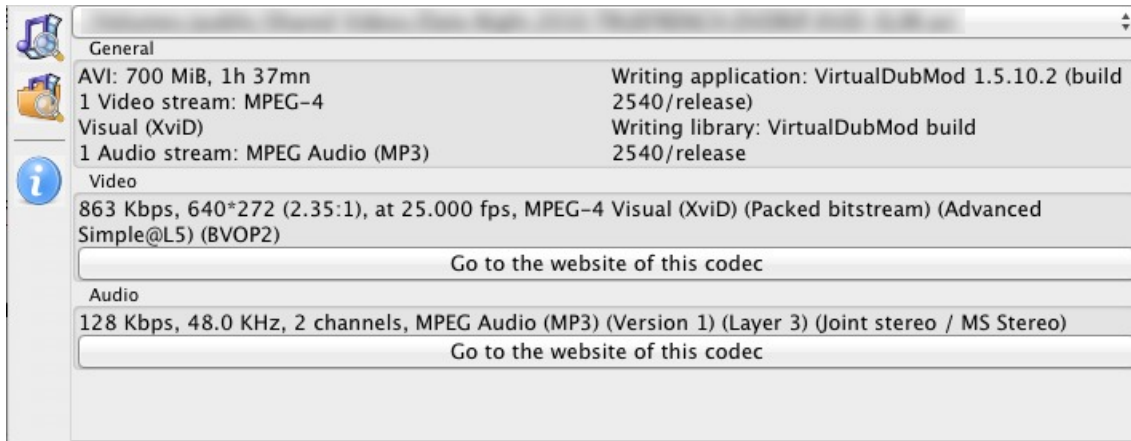 General
AVI: 700 MiB, 1h 37mn
1 Video stream: MPEG-4
Visual (XviD)
1 Audio stream: MPEG Audio (MP3)
Writing application: VirtualDubMod 1.5.10.2 (build
2540/release)
Writing library: VirtualDubMod build
2540/release
Video
863 Kbps, 640*272 (2.35:1), at 25.000 fps, MPEG-4 Visual (XviD) (Packed bitstream) (Advanced
Simple@L5) (BVOP2)
Go to the website of this codec
Audio
128 Kbps, 48.0 KHz, 2 channels, MPEG Audio (MP3) (Version 1) (Layer 3) (Joint stereo / MS Stereo)
Go to the website of this codec